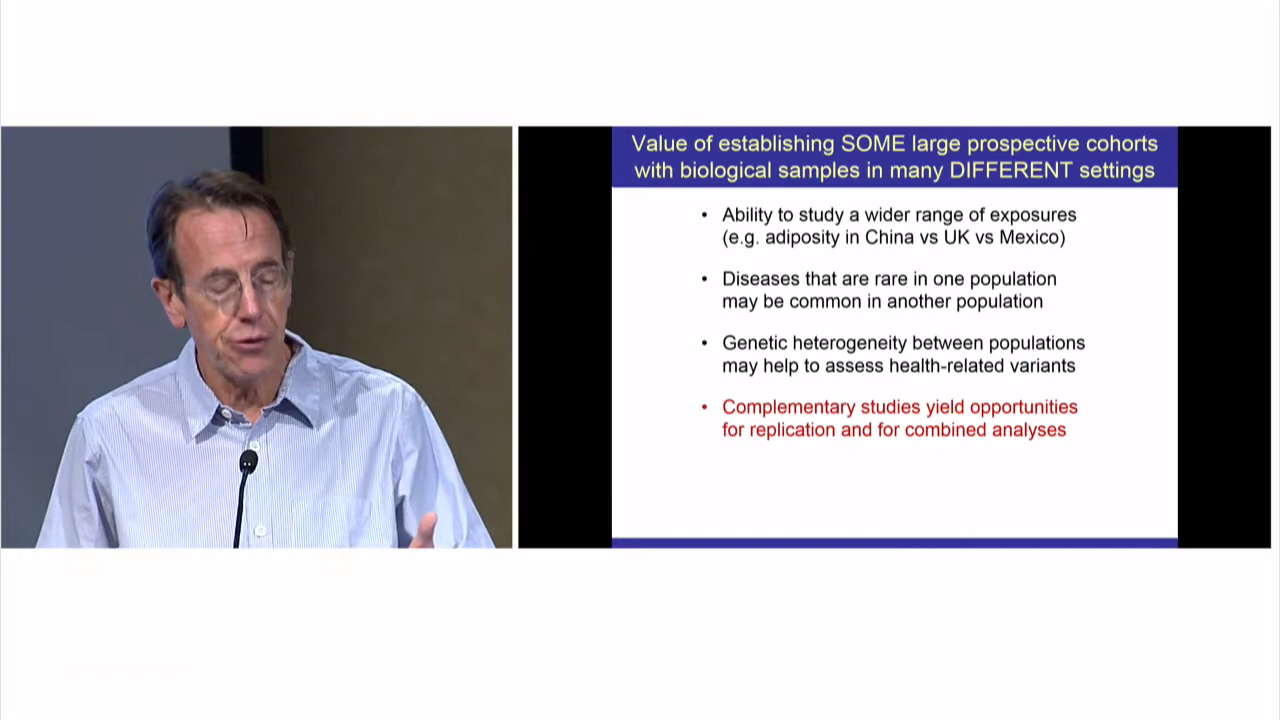 Value of establishing SOME large prospective cohorts
with biological samples in many DIFFERENT settings
• Ability to study a wider range of exposures
(e.g. adiposity in China vs UK vs Mexico)
• Diseases that are rare in one population
may be common in another population
• Genetic heterogeneity between populations
may help to assess health-related variants
• Complementary studies yield opportunities
for replication and for combined analyses